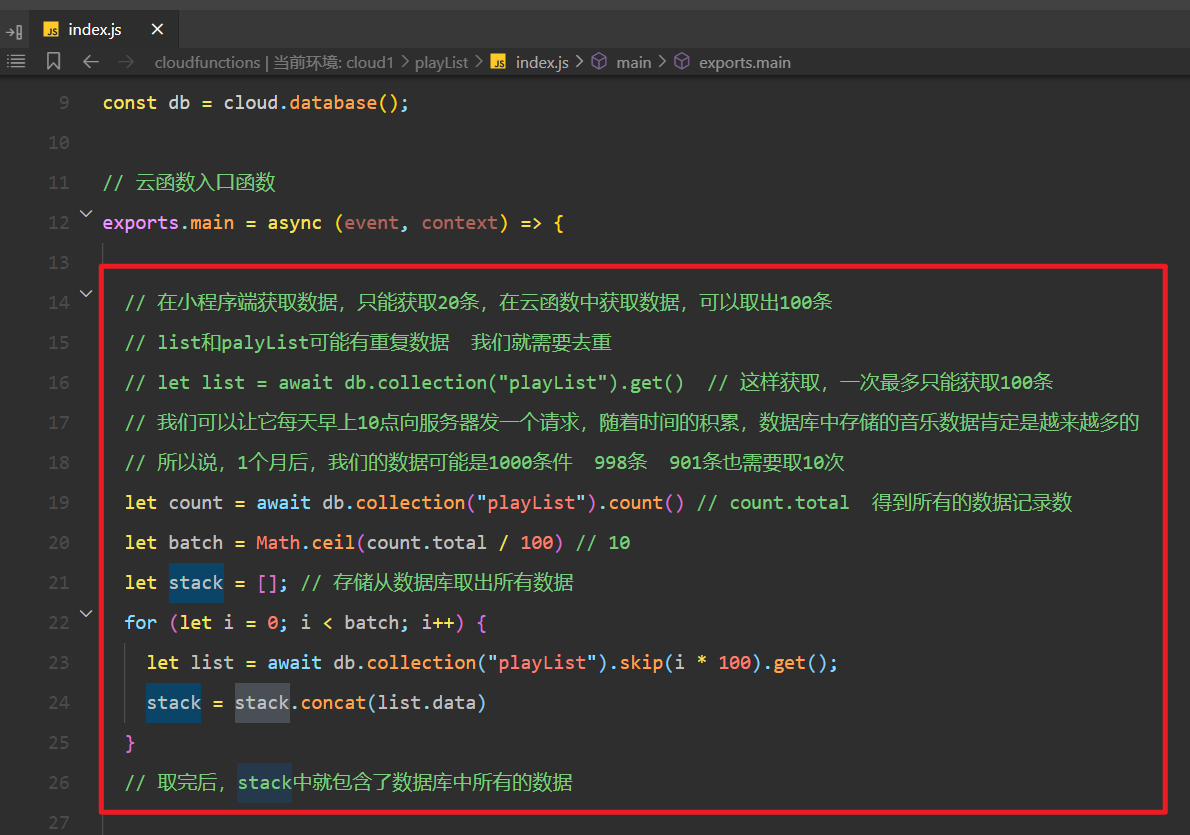 JS index.js
cloudfunctions | 当前环境: cloud1 > playList > JS index.js > main > exports.main
9 const db = cloud.database();
10
11 // 云函数入口函数
12 exports.main = async (event, context) => {
13
14 // 在小程序端获取数据，只能获取20条，在云函数中获取数据，可以取出100条
15 // list和palyList可能有重复数据  我们就需要去重
16 // let list = await db.collection("playList").get()  // 这样获取，一次最多只能获取100条
17 // 我们可以让它每天早上10点向服务器发一个请求，随着时间的积累，数据库中存储的音乐数据肯定是越来越多的
18 // 所以说，1个月后，我们的数据可能是1000条件  998条  901条也需要取10次
19 let count = await db.collection("playList").count() // count.total  得到所有的数据记录数
20 let batch = Math.ceil(count.total / 100) // 10
21 let stack = []; // 存储从数据库取出所有数据
22 for (let i = 0; i < batch; i++) {
23 let list = await db.collection("playList").skip(i * 100).get();
24 stack = stack.concat(list.data)
25 }
26 // 取完后，stack中就包含了数据库中所有的数据
27